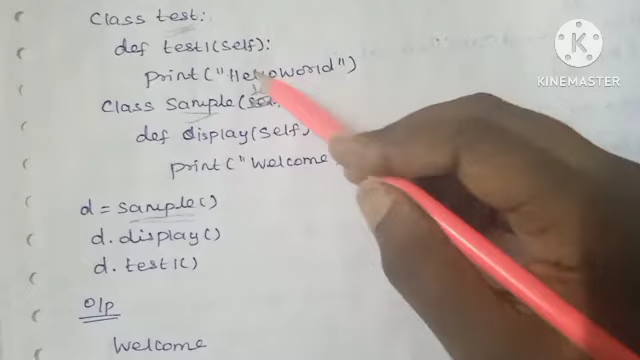 Class test:
def test1(self):
print("HelloWorld")
Class Sample(
def display(self)
print("Welcome
d = sample()
d.display()
d.test1()
O/p
Welcome
KINEMASTER